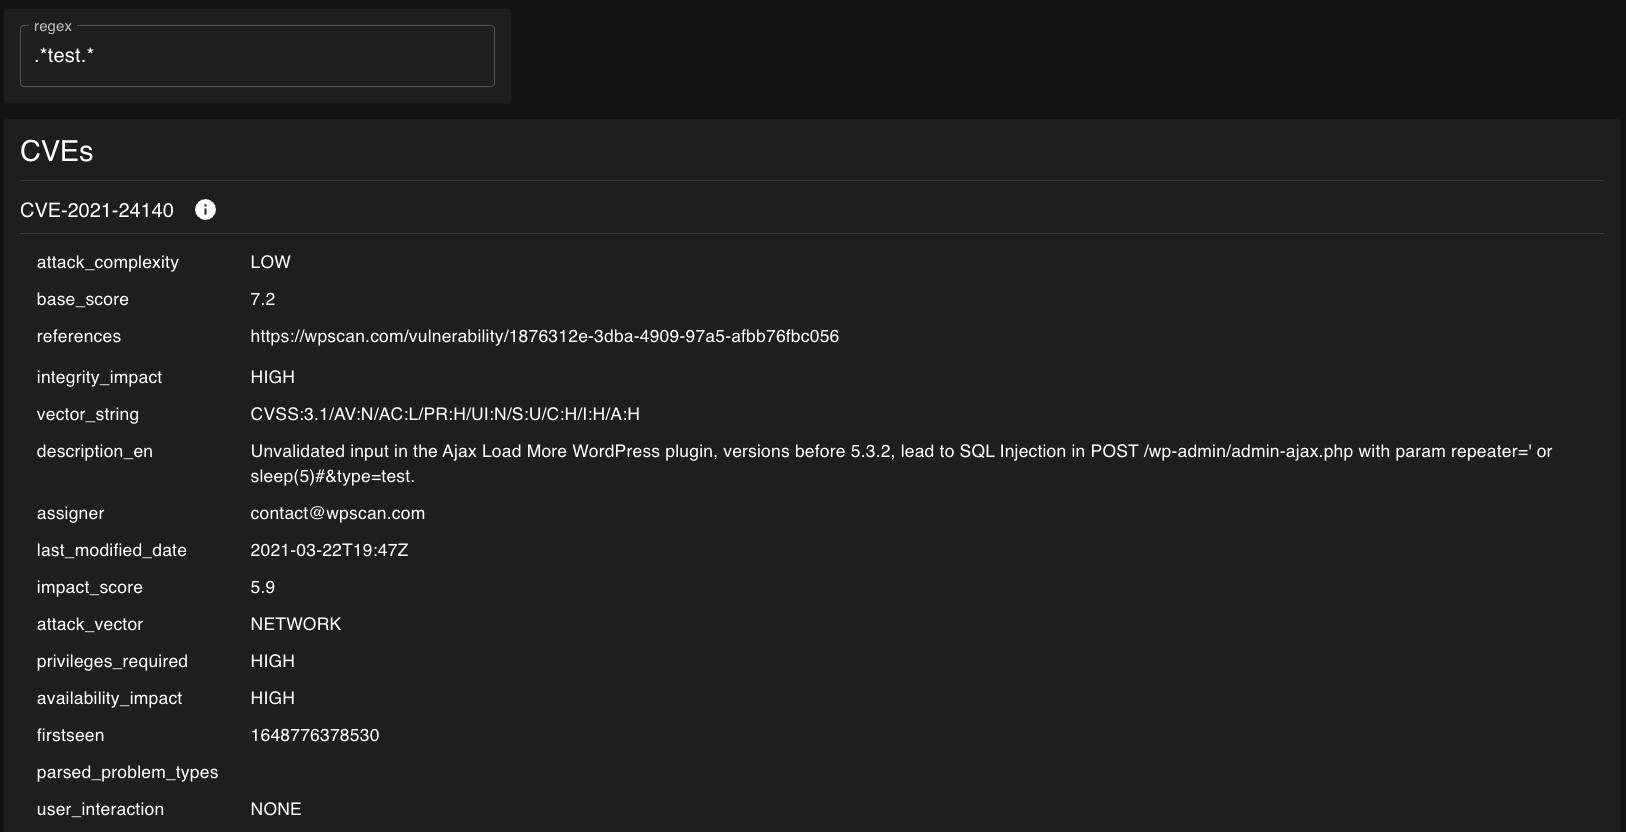 regex
.*test.*
CVEs
CVE-2021-24140
attack_complexity LOW
base_score 7.2
references https://wpscan.com/vulnerability/1876312e-3dba-4909-97a5-afbb76fbc056
integrity_impact HIGH
vector_string CVSS:3.1/AV:N/AC:L/PR:H/UI:N/S:U/C:H/I:H/A:H
description_en Unvalidated input in the Ajax Load More WordPress plugin, versions before 5.3.2, lead to SQL Injection in POST /wp-admin/admin-ajax.php with param repeater=' or
sleep(5)#&type=test.
assigner contact@wpscan.com
last_modified_date 2021-03-22T19:47Z
impact_score 5.9
attack_vector NETWORK
privileges_required HIGH
availability_impact HIGH
firstseen 1648776378530
parsed_problem_types
user_interaction NONE